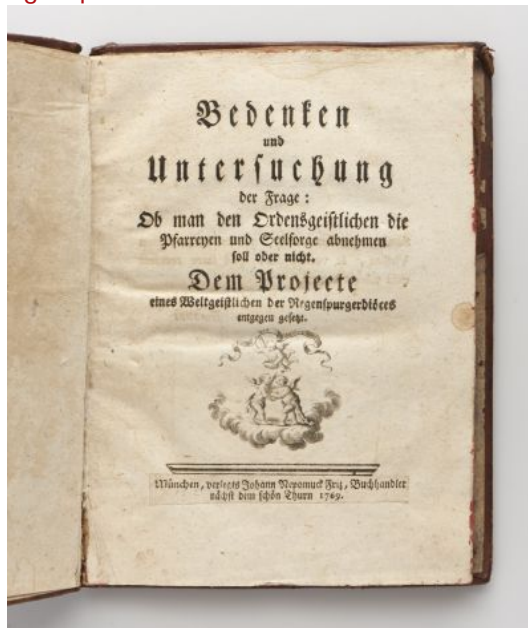 Bedenken
und
Untersuchung
der Frage:
Ob man den Ordensgeistlichen die
Pfarreyen und Seelsorge abnehmen
soll oder nicht.
Dem Projecte
eines Weltgeistlichen der Regenspurgerdiöces
entgegen gesetzt.
München, verlegts Johann Nepomuck Fritz, Buchhandler
nächst dem schön Thurn 1769.